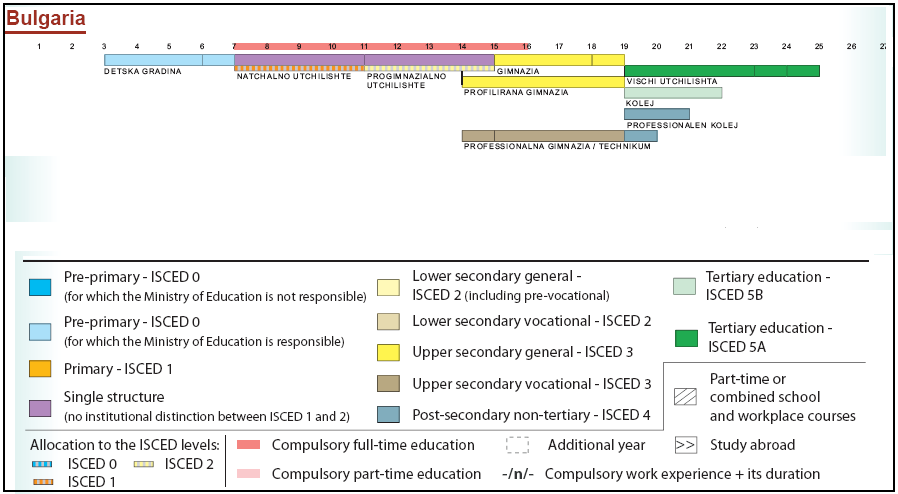 Bulgaria
1 2 3 4 5 6 7 8 9 10 11 12 13 14 15 16 17 18 19 20 21 22 23 24 25 26 27
DETSKA GRADINA
NATCHALNO UTCHILISHTE
PROGIMNAZIALNO
UTCHILISHTE
GIMNAZIA
VISCHI UTCHILISHTA
PROFILIRANA GIMNAZIA
KOLEJ
PROFESSIONALEN KOLEJ
PROFESSIONALNA GIMNAZIA / TECHNIKUM
Pre-primary - ISCED 0
(for which the Ministry of Education is not responsible)
Pre-primary - ISCED 0
(for which the Ministry of Education is responsible)
Primary - ISCED 1
Single structure
(no institutional distinction between ISCED 1 and 2)
Lower secondary general -
ISCED 2 (including pre-vocational)
Lower secondary vocational - ISCED 2
Upper secondary general - ISCED 3
Upper secondary vocational - ISCED 3
Post-secondary non-tertiary - ISCED 4
Tertiary education -
ISCED 5B
Tertiary education -
ISCED 5A
Part-time or
combined school
and workplace courses
Allocation to the ISCED levels:
ISCED 0
ISCED 2
ISCED 1
Compulsory full-time education
Compulsory part-time education
Additional year
-/n/- Compulsory work experience + its duration
>> Study abroad